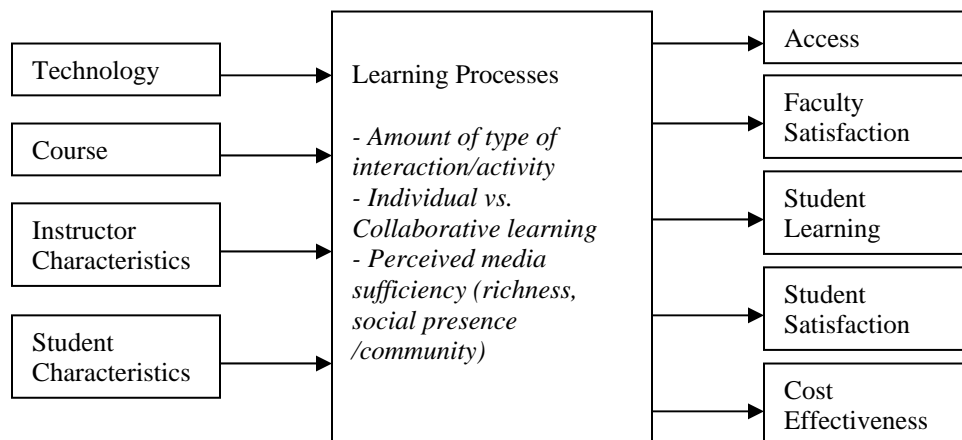 Technology
Course
Instructor
Characteristics
Student
Characteristics
Learning Processes
- Amount of type of
interaction/activity
- Individual vs.
Collaborative learning
- Perceived media
sufficiency (richness,
social presence
/community)
Access
Faculty
Satisfaction
Student
Learning
Student
Satisfaction
Cost
Effectiveness